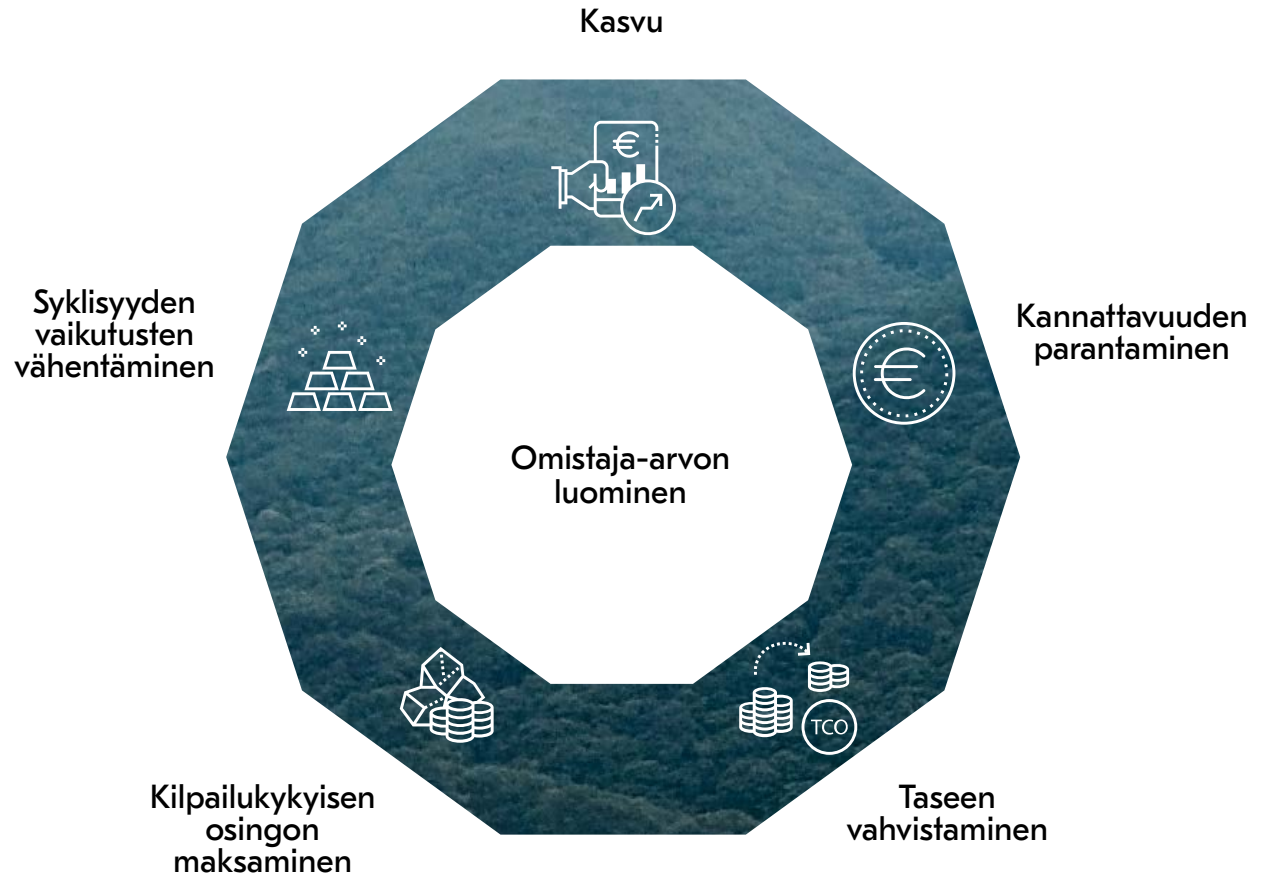 Kasvu
Kannattavuuden
parantaminen
Taseen
vahvistaminen
TCO
Kilpailukykyisen
osingon
maksaminen
Syklisyyden
vaikutusten
vähentäminen
Omistaja-arvon
luominen
€
€